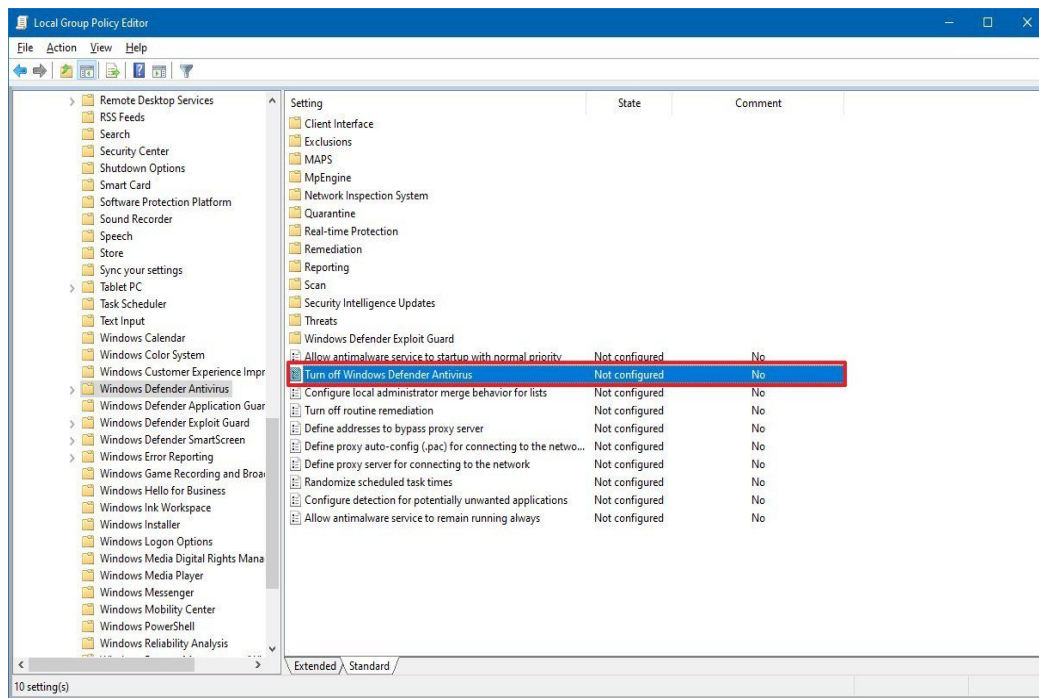 Local Group Policy Editor
File Action View Help
Remote Desktop Services
RSS Feeds
Search
Security Center
Shutdown Options
Smart Card
Software Protection Platform
Sound Recorder
Speech
Store
Sync your settings
Tablet PC
Task Scheduler
Text Input
Windows Calendar
Windows Color System
Windows Customer Experience Impr
Windows Defender Antivirus
Windows Defender Application Guar
Windows Defender Exploit Guard
Windows Defender SmartScreen
Windows Error Reporting
Windows Game Recording and Broa
Windows Hello for Business
Windows Ink Workspace
Windows Installer
Windows Logon Options
Windows Media Digital Rights Mana
Windows Media Player
Windows Messenger
Windows Mobility Center
Windows PowerShell
Windows Reliability Analysis
Setting State Comment
Client Interface
Exclusions
MAPS
MpEngine
Network Inspection System
Quarantine
Real-time Protection
Remediation
Reporting
Scan
Security Intelligence Updates
Threats
Windows Defender Exploit Guard
Allow antimalware service to startup with normal priority Not configured No
Turn off Windows Defender Antivirus Not configured No
Configure local administrator merge behavior for lists Not configured No
Turn off routine remediation Not configured No
Define addresses to bypass proxy server Not configured No
Define proxy auto-config (.pac) for connecting to the netwo... Not configured No
Define proxy server for connecting to the network Not configured No
Randomize scheduled task times Not configured No
Configure detection for potentially unwanted applications Not configured No
Allow antimalware service to remain running always Not configured No
Extended Standard
10 setting(s)